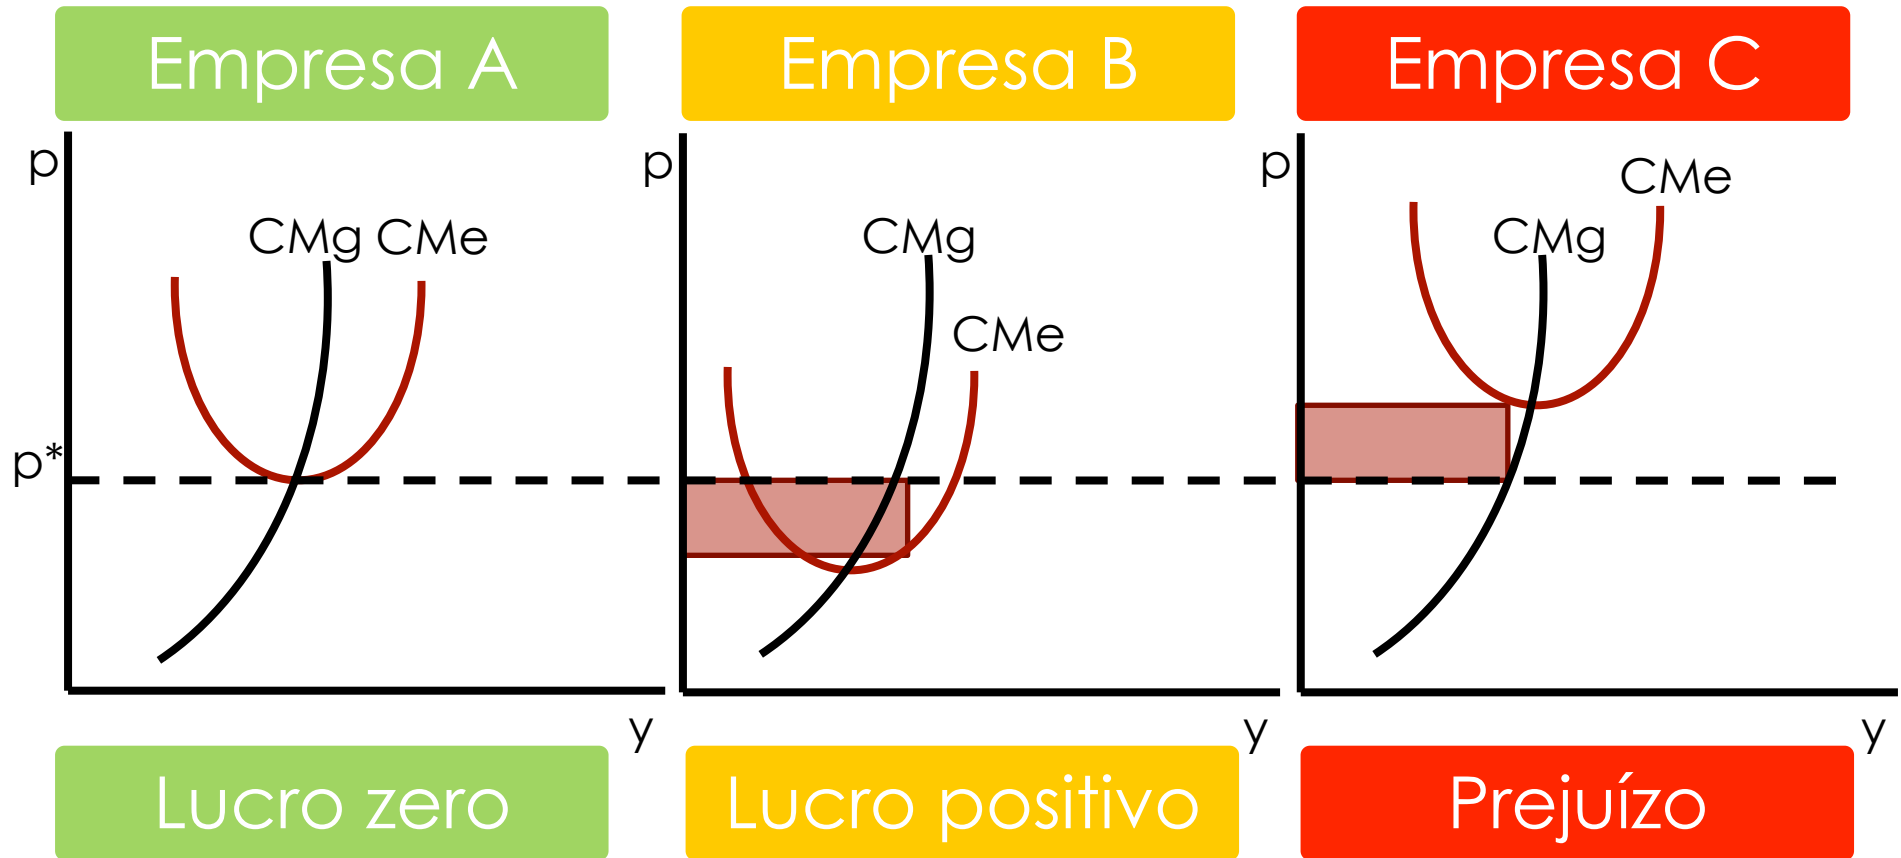 Empresa A
Empresa B
Empresa C
p
p
p
CMe
CMg CMe
CMg
CMg
CMe
p*
y
y
y
Lucro zero
Lucro positivo
Prejuízo